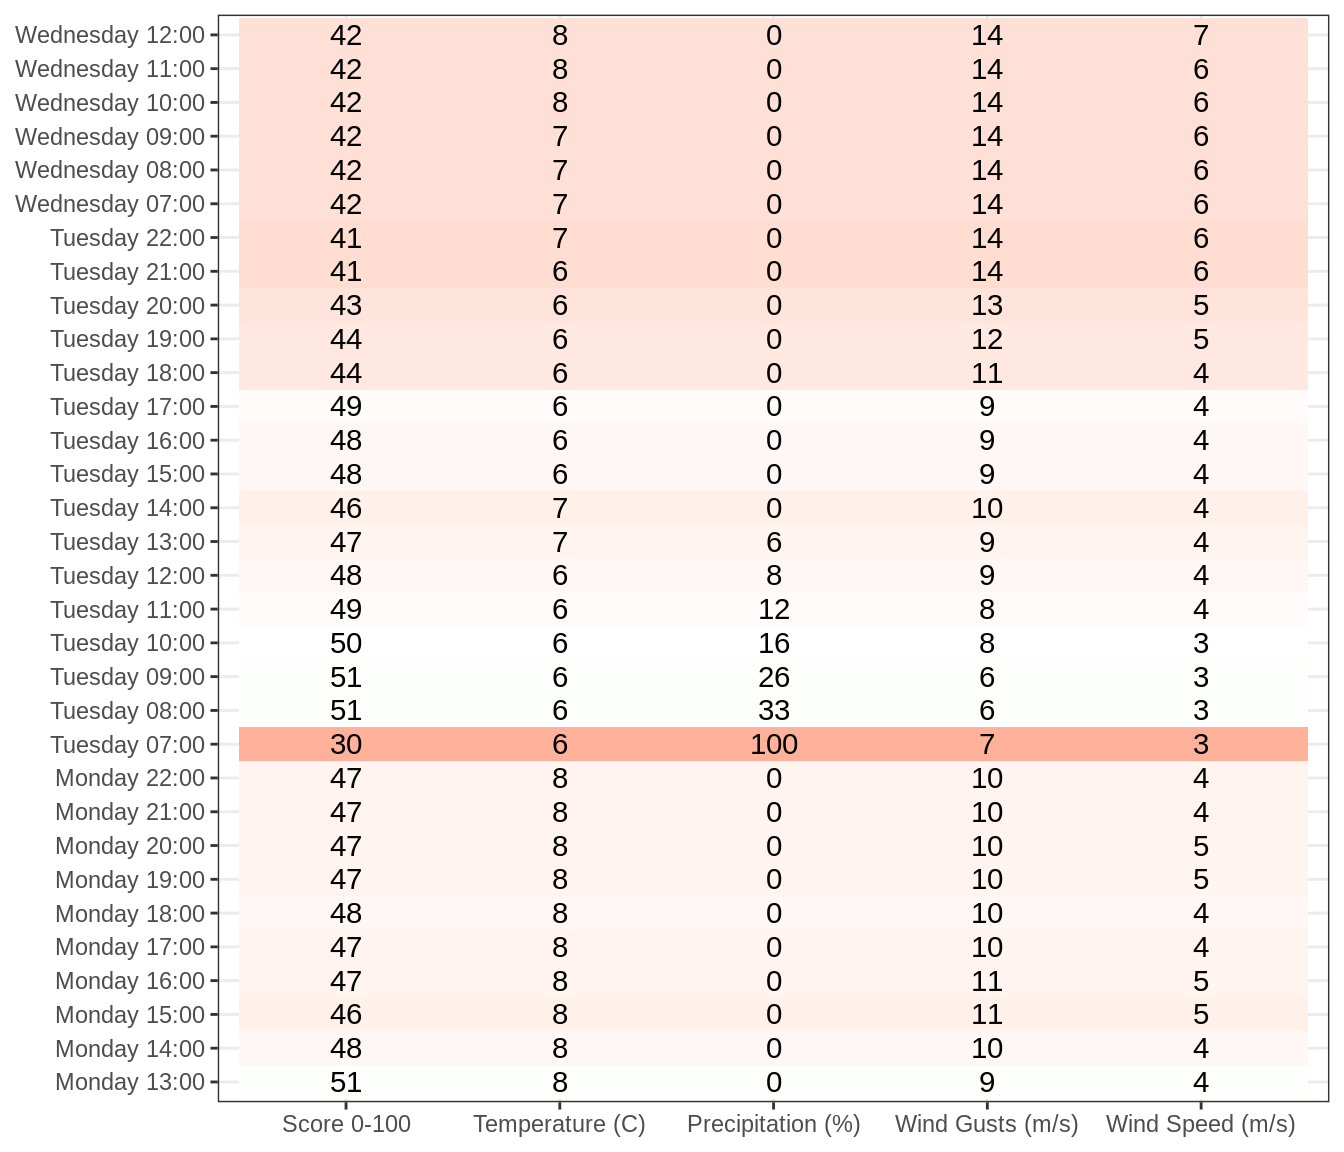 Wednesday 12:00 42 8 0 14 7
Wednesday 11:00 42 8 0 14 6
Wednesday 10:00 42 8 0 14 6
Wednesday 09:00 42 7 0 14 6
Wednesday 08:00 42 7 0 14 6
Wednesday 07:00 42 7 0 14 6
Tuesday 22:00 41 7 0 14 6
Tuesday 21:00 41 6 0 14 6
Tuesday 20:00 43 6 0 13 5
Tuesday 19:00 44 6 0 12 5
Tuesday 18:00 44 6 0 11 4
Tuesday 17:00 49 6 0 9 4
Tuesday 16:00 48 6 0 9 4
Tuesday 15:00 48 6 0 9 4
Tuesday 14:00 46 7 0 10 4
Tuesday 13:00 47 7 6 9 4
Tuesday 12:00 48 6 8 9 4
Tuesday 11:00 49 6 12 8 4
Tuesday 10:00 50 6 16 8 3
Tuesday 09:00 51 6 26 6 3
Tuesday 08:00 51 6 33 6 3
Tuesday 07:00 30 6 100 7 3
Monday 22:00 47 8 0 10 4
Monday 21:00 47 8 0 10 4
Monday 20:00 47 8 0 10 5
Monday 19:00 47 8 0 10 5
Monday 18:00 48 8 0 10 4
Monday 17:00 47 8 0 10 4
Monday 16:00 47 8 0 11 5
Monday 15:00 46 8 0 11 5
Monday 14:00 48 8 0 10 4
Monday 13:00 51 8 0 9 4
Score 0-100 Temperature (C) Precipitation (%) Wind Gusts (m/s) Wind Speed (m/s)